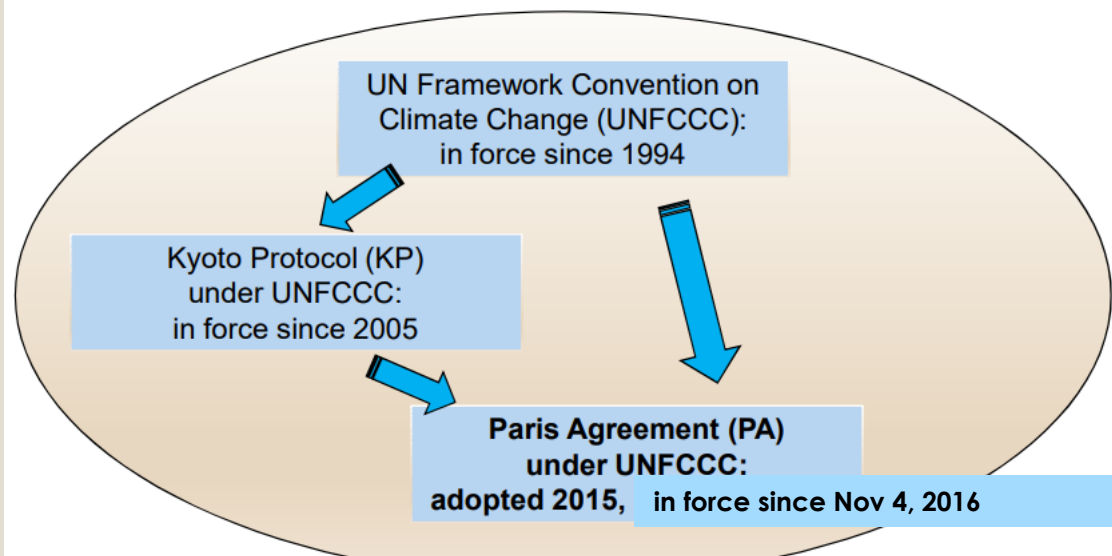 UN Framework Convention on
Climate Change (UNFCCC):
in force since 1994
Kyoto Protocol (KP)
under UNFCCC:
in force since 2005
Paris Agreement (PA)
under UNFCCC:
adopted 2015, in force since Nov 4, 2016